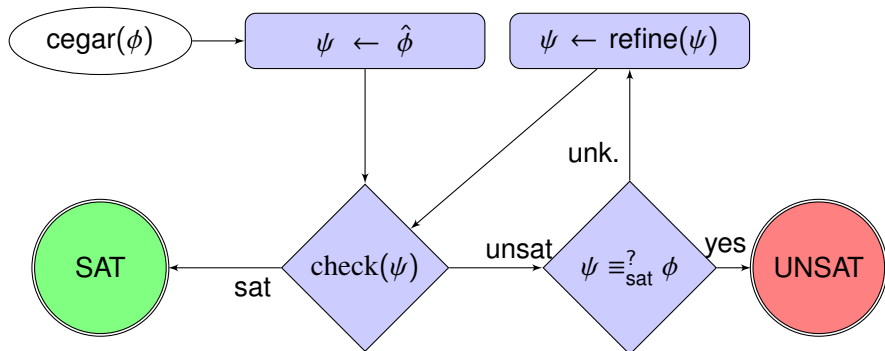 cegar(ϕ)
ψ ← ϕ̂
ψ ← refine(ψ)
unk.
SAT
sat
check(ψ)
unsat
ψ ≡?sat ϕ
yes
UNSAT